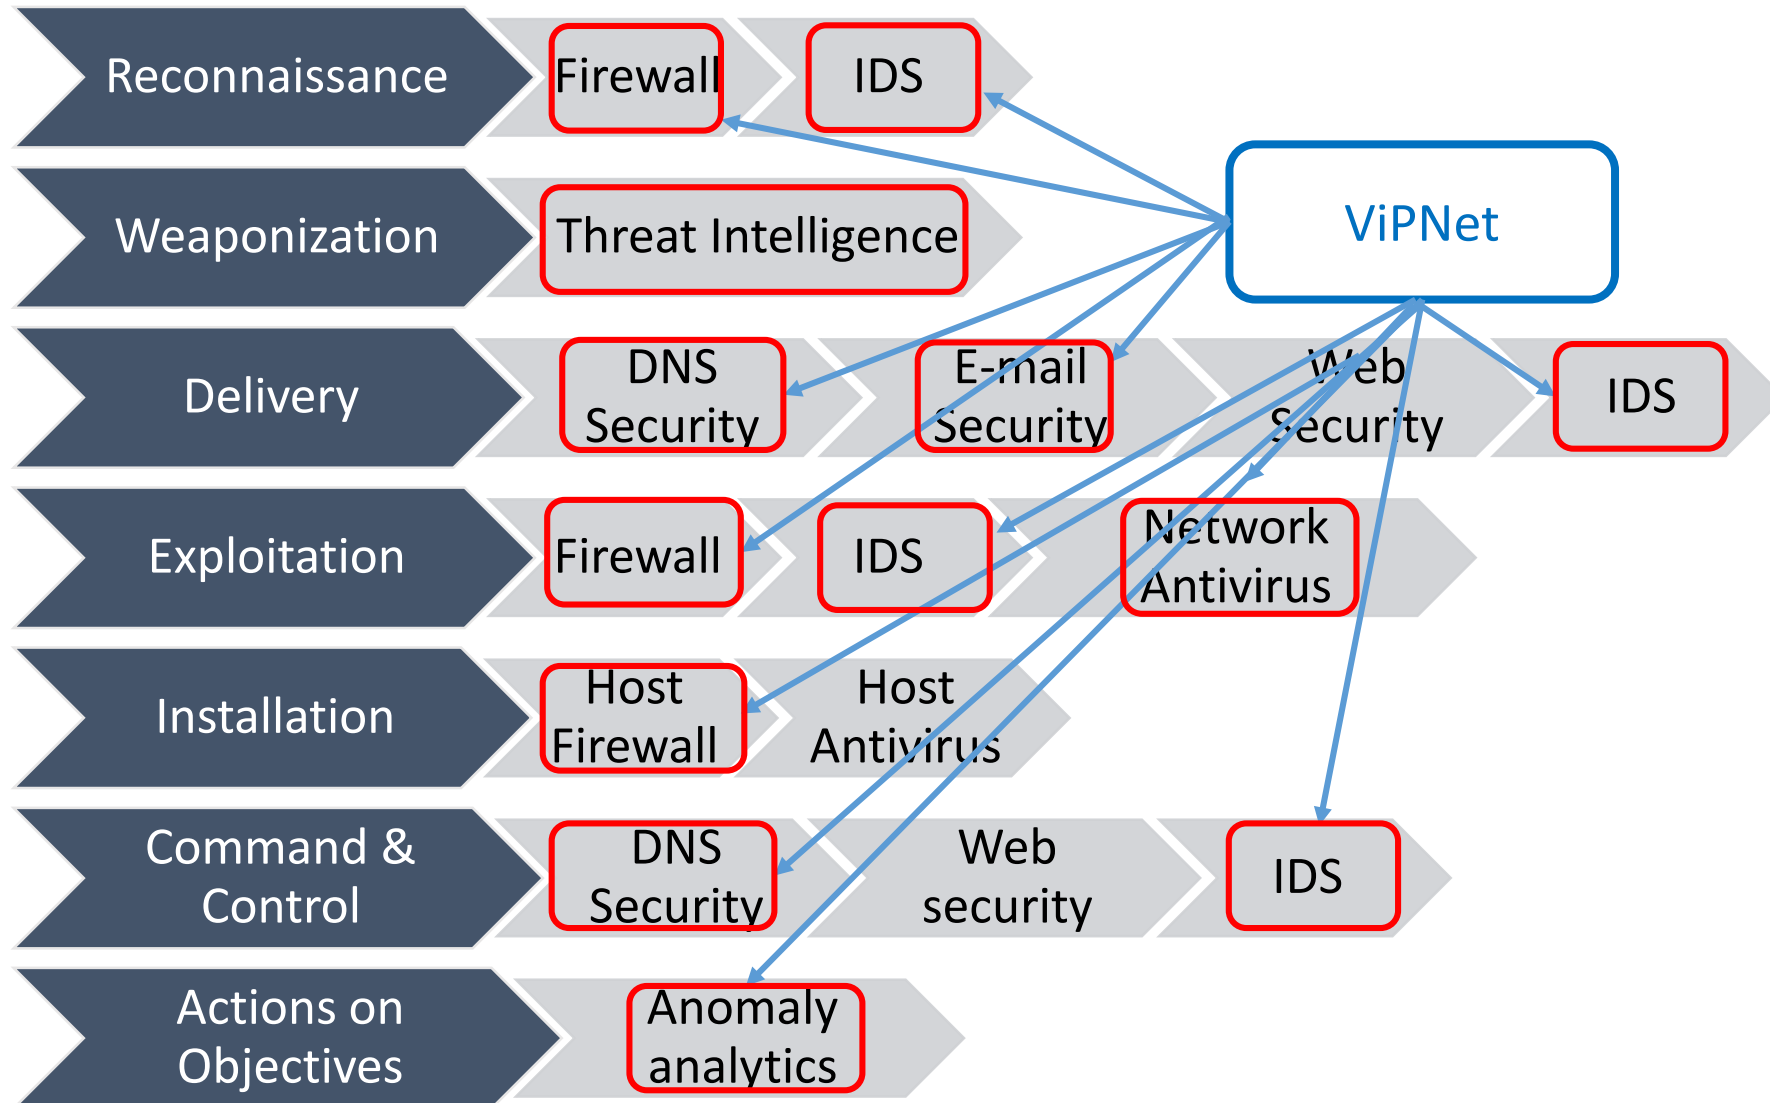 Reconnaissance
Firewall
IDS
ViPNet
Weaponization
Threat Intelligence
Delivery
DNS
Security
E-mail
Security
Web
Security
IDS
Exploitation
Firewall
IDS
Network
Antivirus
Installation
Host
Firewall
Host
Antivirus
Command &
Control
DNS
Security
Web
security
IDS
Actions on
Objectives
Anomaly
analytics